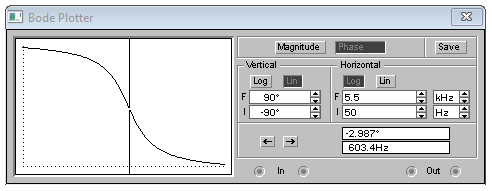 Bode Plotter
Magnitude Phase Save
Vertical Horizontal
Log Lin Log Lin
F 90° F 5.5 kHz
I -90° I 50 Hz
-2.987°
603.4Hz
In Out